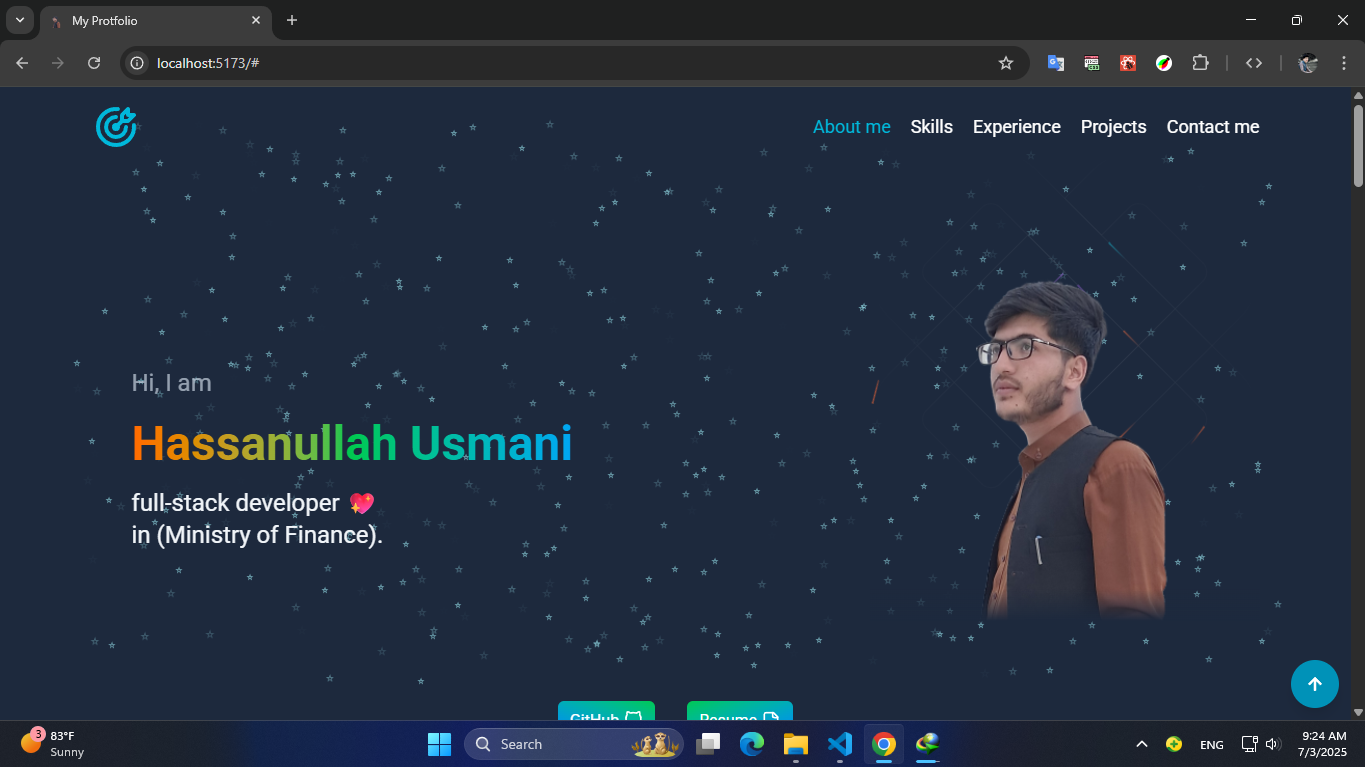 My Protfolio
localhost:5173/#
About me Skills Experience Projects Contact me
Hi, I am
Hassanullah Usmani
full-stack developer 💖
in (Ministry of Finance).
GitHub Resume
3
83°F
Sunny
Search
ENG
9:24 AM
7/3/2025